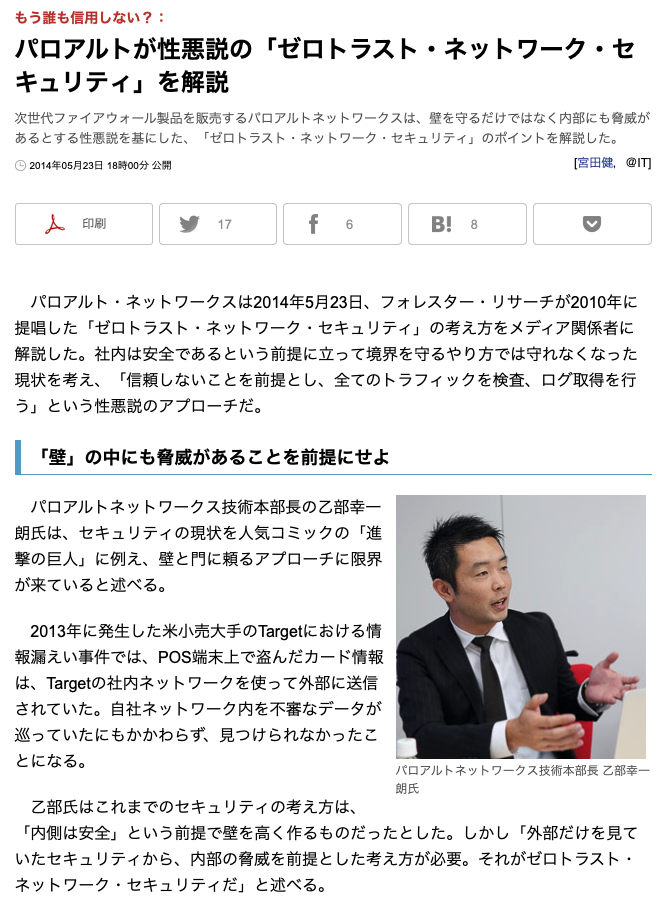 もう誰も信用しない？：
パロアルトが性悪説の「ゼロトラスト・ネットワーク・セ
キュリティ」を解説
次世代ファイアウォール製品を販売するパロアルトネットワークスは、壁を守るだけではなく内部にも脅威が
あるとする性悪説を基にした、「ゼロトラスト・ネットワーク・セキュリティ」のポイントを解説した。
2014年05月23日 18時00分 公開
[宮田健, @IT]
印刷
17
6
B! 8
パロアルト・ネットワークスは2014年5月23日、フォレスター・リサーチが2010年に
提唱した「ゼロトラスト・ネットワーク・セキュリティ」の考え方をメディア関係者に
解説した。社内は安全であるという前提に立って境界を守るやり方では守れなくなった
現状を考え、「信頼しないことを前提とし、全てのトラフィックを検査、ログ取得を行
う」という性悪説のアプローチだ。
「壁」の中にも脅威があることを前提にせよ
パロアルトネットワークス技術本部長の乙部幸一
朗氏は、セキュリティの現状を人気コミックの「進
撃の巨人」に例え、壁と門に頼るアプローチに限界
が来ていると述べる。
2013年に発生した米小売大手のTargetにおける情
報漏えい事件では、POS端末上で盗んだカード情報
は、Targetの社内ネットワークを使って外部に送信
されていた。自社ネットワーク内を不審なデータが
巡っていたにもかかわらず、見つけられなかったこ
とになる。
パロアルトネットワークス技術本部長 乙部幸一
朗氏
乙部氏はこれまでのセキュリティの考え方は、
「内側は安全」という前提で壁を高く作るものだったとした。しかし「外部だけを見て
いたセキュリティから、内部の脅威を前提とした考え方が必要。それがゼロトラスト・
ネットワーク・セキュリティだ」と述べる。